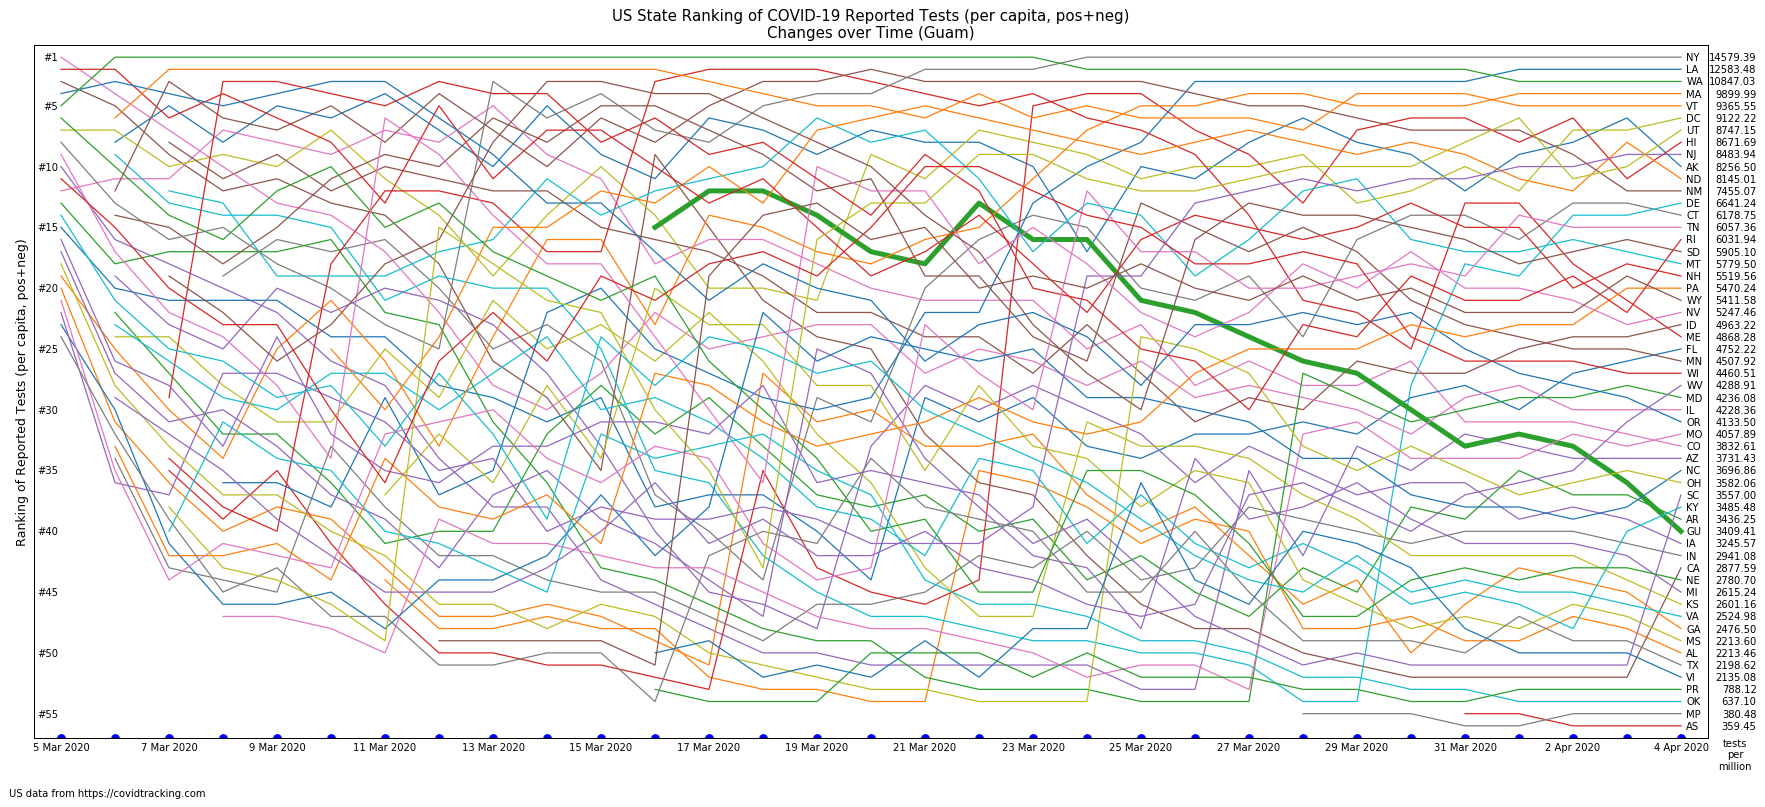 US State Ranking of COVID-19 Reported Tests (per capita, pos+neg)
Changes over Time (Guam)
Ranking of Reported Tests (per capita, pos+neg)
#1
#5
#10
#15
#20
#25
#30
#35
#40
#45
#50
#55
NY 14579.39
LA 12583.48
WA 10847.03
MA 9899.99
VT 9365.55
DC 9122.22
UT 8747.15
HI 8671.69
NJ 8483.94
AK 8256.50
ND 8145.01
NM 7455.07
DE 6641.24
CT 6178.75
TN 6057.36
RI 6031.94
SD 5905.10
MT 5779.50
NH 5519.56
PA 5470.24
WY 5411.58
NV 5247.46
ID 4963.22
ME 4868.28
FL 4752.22
MN 4507.92
WI 4460.51
WV 4288.91
MD 4236.08
IL 4228.36
OR 4133.50
MO 4057.89
CO 3832.61
AZ 3731.43
NC 3696.86
OH 3582.06
SC 3557.00
KY 3485.48
AR 3436.25
GU 3409.41
IA 3245.57
IN 2941.08
CA 2877.59
NE 2780.70
MI 2615.24
KS 2601.16
VA 2524.98
GA 2476.50
MS 2213.60
AL 2213.46
TX 2198.62
VI 2135.08
PR 788.12
OK 637.10
MP 380.48
AS 359.45
5 Mar 2020 7 Mar 2020 9 Mar 2020 11 Mar 2020 13 Mar 2020 15 Mar 2020 17 Mar 2020 19 Mar 2020 21 Mar 2020 23 Mar 2020 25 Mar 2020 27 Mar 2020 29 Mar 2020 31 Mar 2020 2 Apr 2020 4 Apr 2020
tests
per
million
US data from https://covidtracking.com